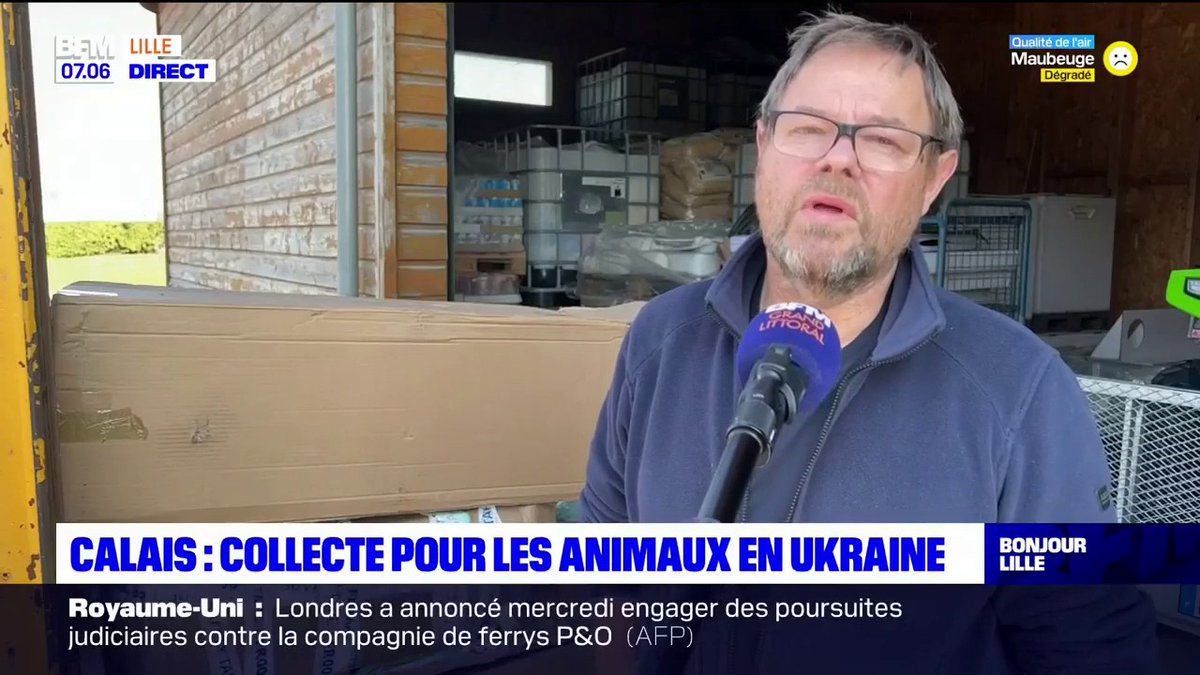 BFM LILLE
07.06 DIRECT
Qualité de l'air
Maubeuge
Dégradé
BFM
GRAND
LITTORAL
CALAIS : COLLECTE POUR LES ANIMAUX EN UKRAINE
BONJOUR
LILLE
Royaume-Uni : Londres a annoncé mercredi engager des poursuites
judiciaires contre la compagnie de ferrys P&O (AFP)